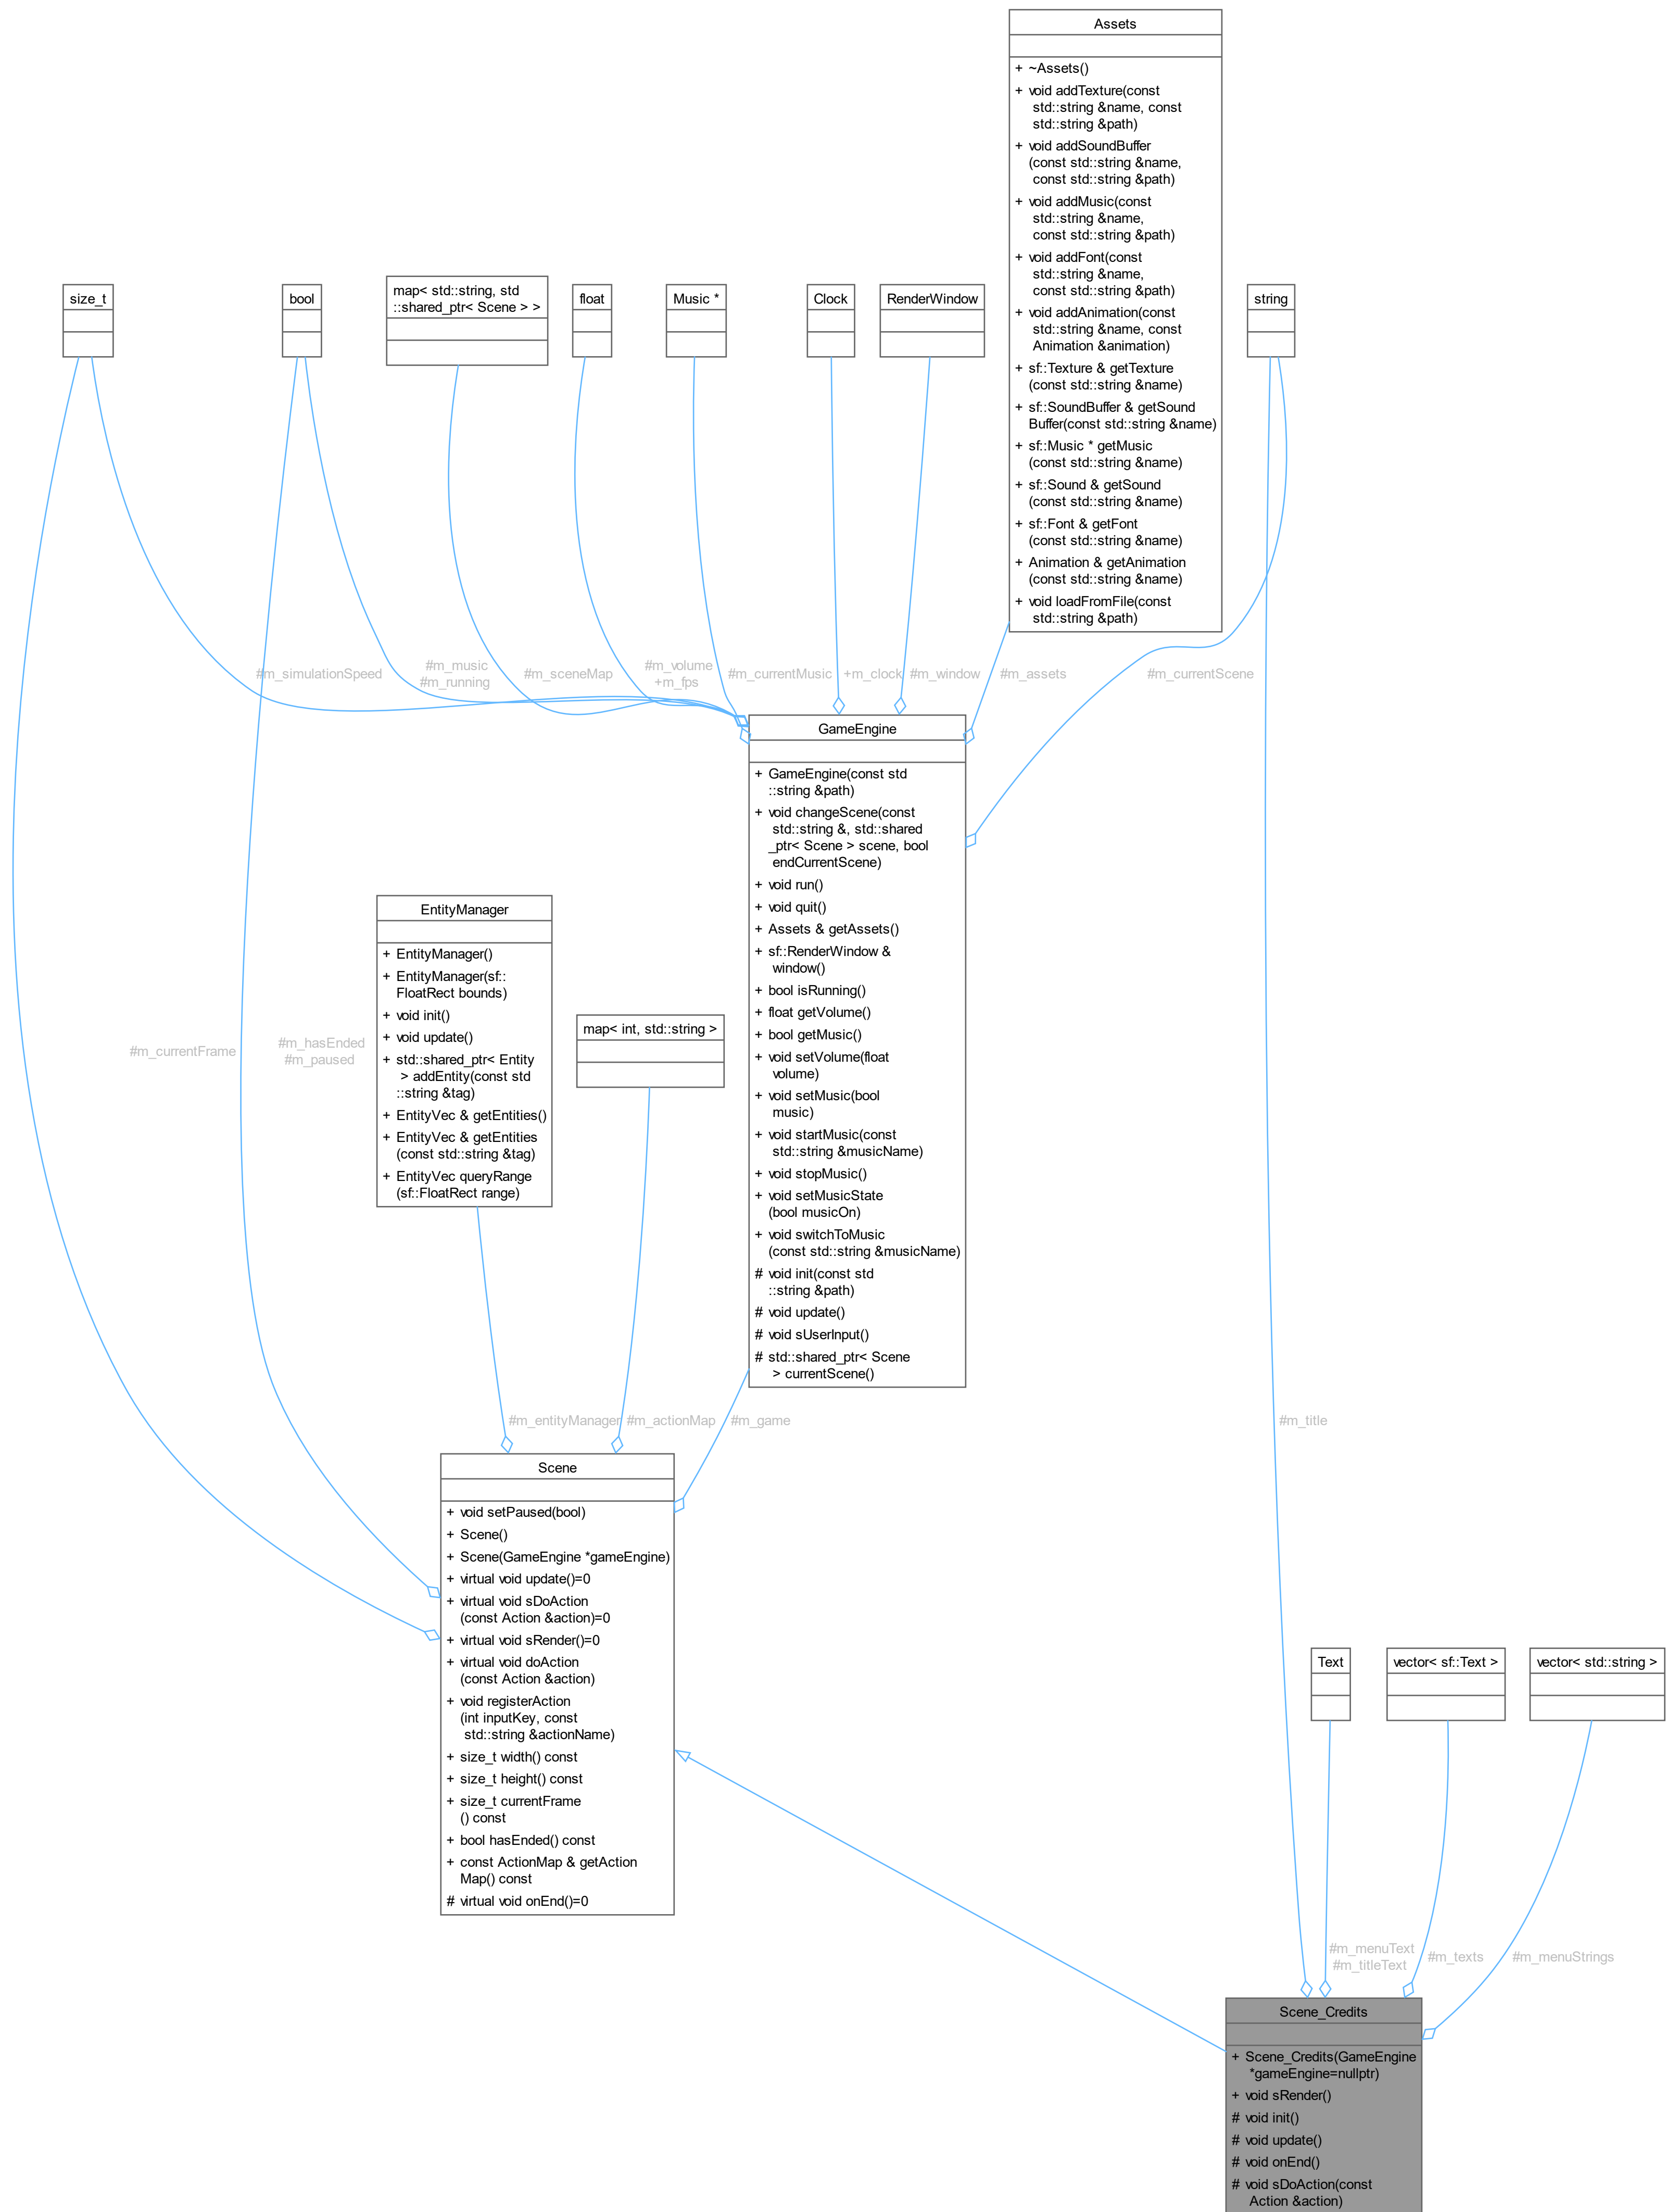 Assets
+ ~Assets()
+ void addTexture(const
std::string &name, const
std::string &path)
+ void addSoundBuffer
(const std::string &name,
const std::string &path)
+ void addMusic(const
std::string &name,
const std::string &path)
+ void addFont(const
std::string &name,
const std::string &path)
+ void addAnimation(const
std::string &name, const
Animation &animation)
+ sf::Texture & getTexture
(const std::string &name)
+ sf::SoundBuffer & getSound
Buffer(const std::string &name)
+ sf::Music * getMusic
(const std::string &name)
+ sf::Sound & getSound
(const std::string &name)
+ sf::Font & getFont
(const std::string &name)
+ Animation & getAnimation
(const std::string &name)
+ void loadFromFile(const
std::string &path)
size_t
bool
map< std::string, std
::shared_ptr< Scene > >
float
Music *
Clock
RenderWindow
string
#m_simulationSpeed
#m_music
#m_running
#m_sceneMap
#m_volume
+m_fps
#m_currentMusic
+m_clock
#m_window
#m_assets
#m_currentScene
GameEngine
+ GameEngine(const std
::string &path)
+ void changeScene(const
std::string &, std::shared
_ptr< Scene > scene, bool
endCurrentScene)
+ void run()
+ void quit()
+ Assets & getAssets()
+ sf::RenderWindow &
window()
+ bool isRunning()
+ float getVolume()
+ bool getMusic()
+ void setVolume(float
volume)
+ void setMusic(bool
music)
+ void startMusic(const
std::string &musicName)
+ void stopMusic()
+ void setMusicState
(bool musicOn)
+ void switchToMusic
(const std::string &musicName)
# void init(const std
::string &path)
# void update()
# void sUserInput()
# std::shared_ptr< Scene
> currentScene()
EntityManager
+ EntityManager()
+ EntityManager(sf::
FloatRect bounds)
+ void init()
+ void update()
+ std::shared_ptr< Entity
> addEntity(const std
::string &tag)
+ EntityVec & getEntities()
+ EntityVec & getEntities
(const std::string &tag)
+ EntityVec queryRange
(sf::FloatRect range)
map< int, std::string >
#m_currentFrame
#m_hasEnded
#m_paused
#m_entityManager
#m_actionMap
#m_game
#m_title
Scene
+ void setPaused(bool)
+ Scene()
+ Scene(GameEngine *gameEngine)
+ virtual void update()=0
+ virtual void sDoAction
(const Action &action)=0
+ virtual void sRender()=0
+ virtual void doAction
(const Action &action)
+ void registerAction
(int inputKey, const
std::string &actionName)
+ size_t width() const
+ size_t height() const
+ size_t currentFrame
() const
+ bool hasEnded() const
+ const ActionMap & getAction
Map() const
# virtual void onEnd()=0
Text
vector< sf::Text >
vector< std::string >
#m_menuText
#m_titleText
#m_texts
#m_menuStrings
Scene_Credits
+ Scene_Credits(GameEngine
*gameEngine=nullptr)
+ void sRender()
# void init()
# void update()
# void onEnd()
# void sDoAction(const
Action &action)